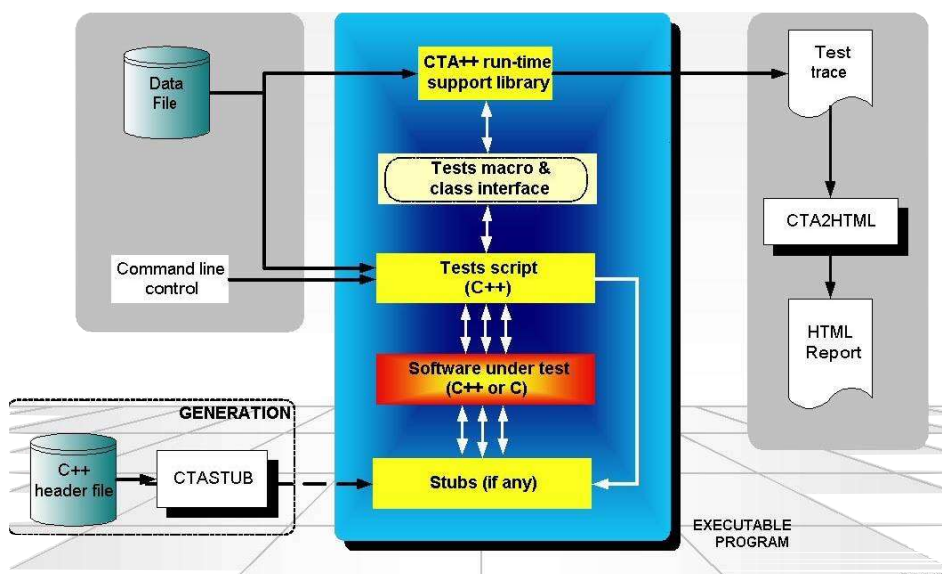 Data
File
CTA++ run-time
support library
Test
trace
Tests macro &
class interface
CTA2HTML
Command line
control
Tests script
(C++)
HTML
Report
Software under test
(C++ or C)
GENERATION
C++
header file
CTASTUB
Stubs (if any)
EXECUTABLE
PROGRAM